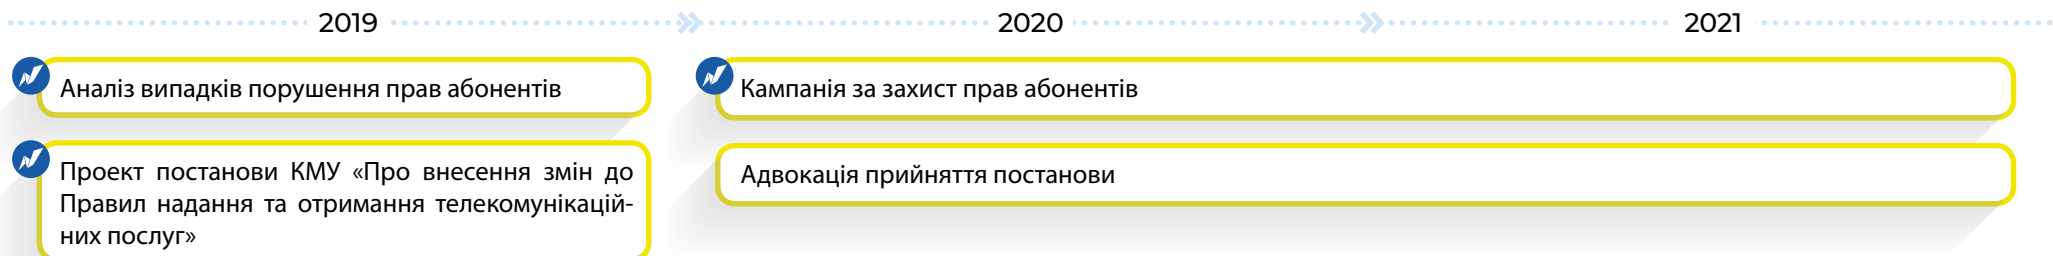 2019
2020
2021
Аналіз випадків порушення прав абонентів
Кампанія за захист прав абонентів
Проект постанови КМУ «Про внесення змін до
Правил надання та отримання телекомунікацій-
них послуг»
Адвокація прийняття постанови